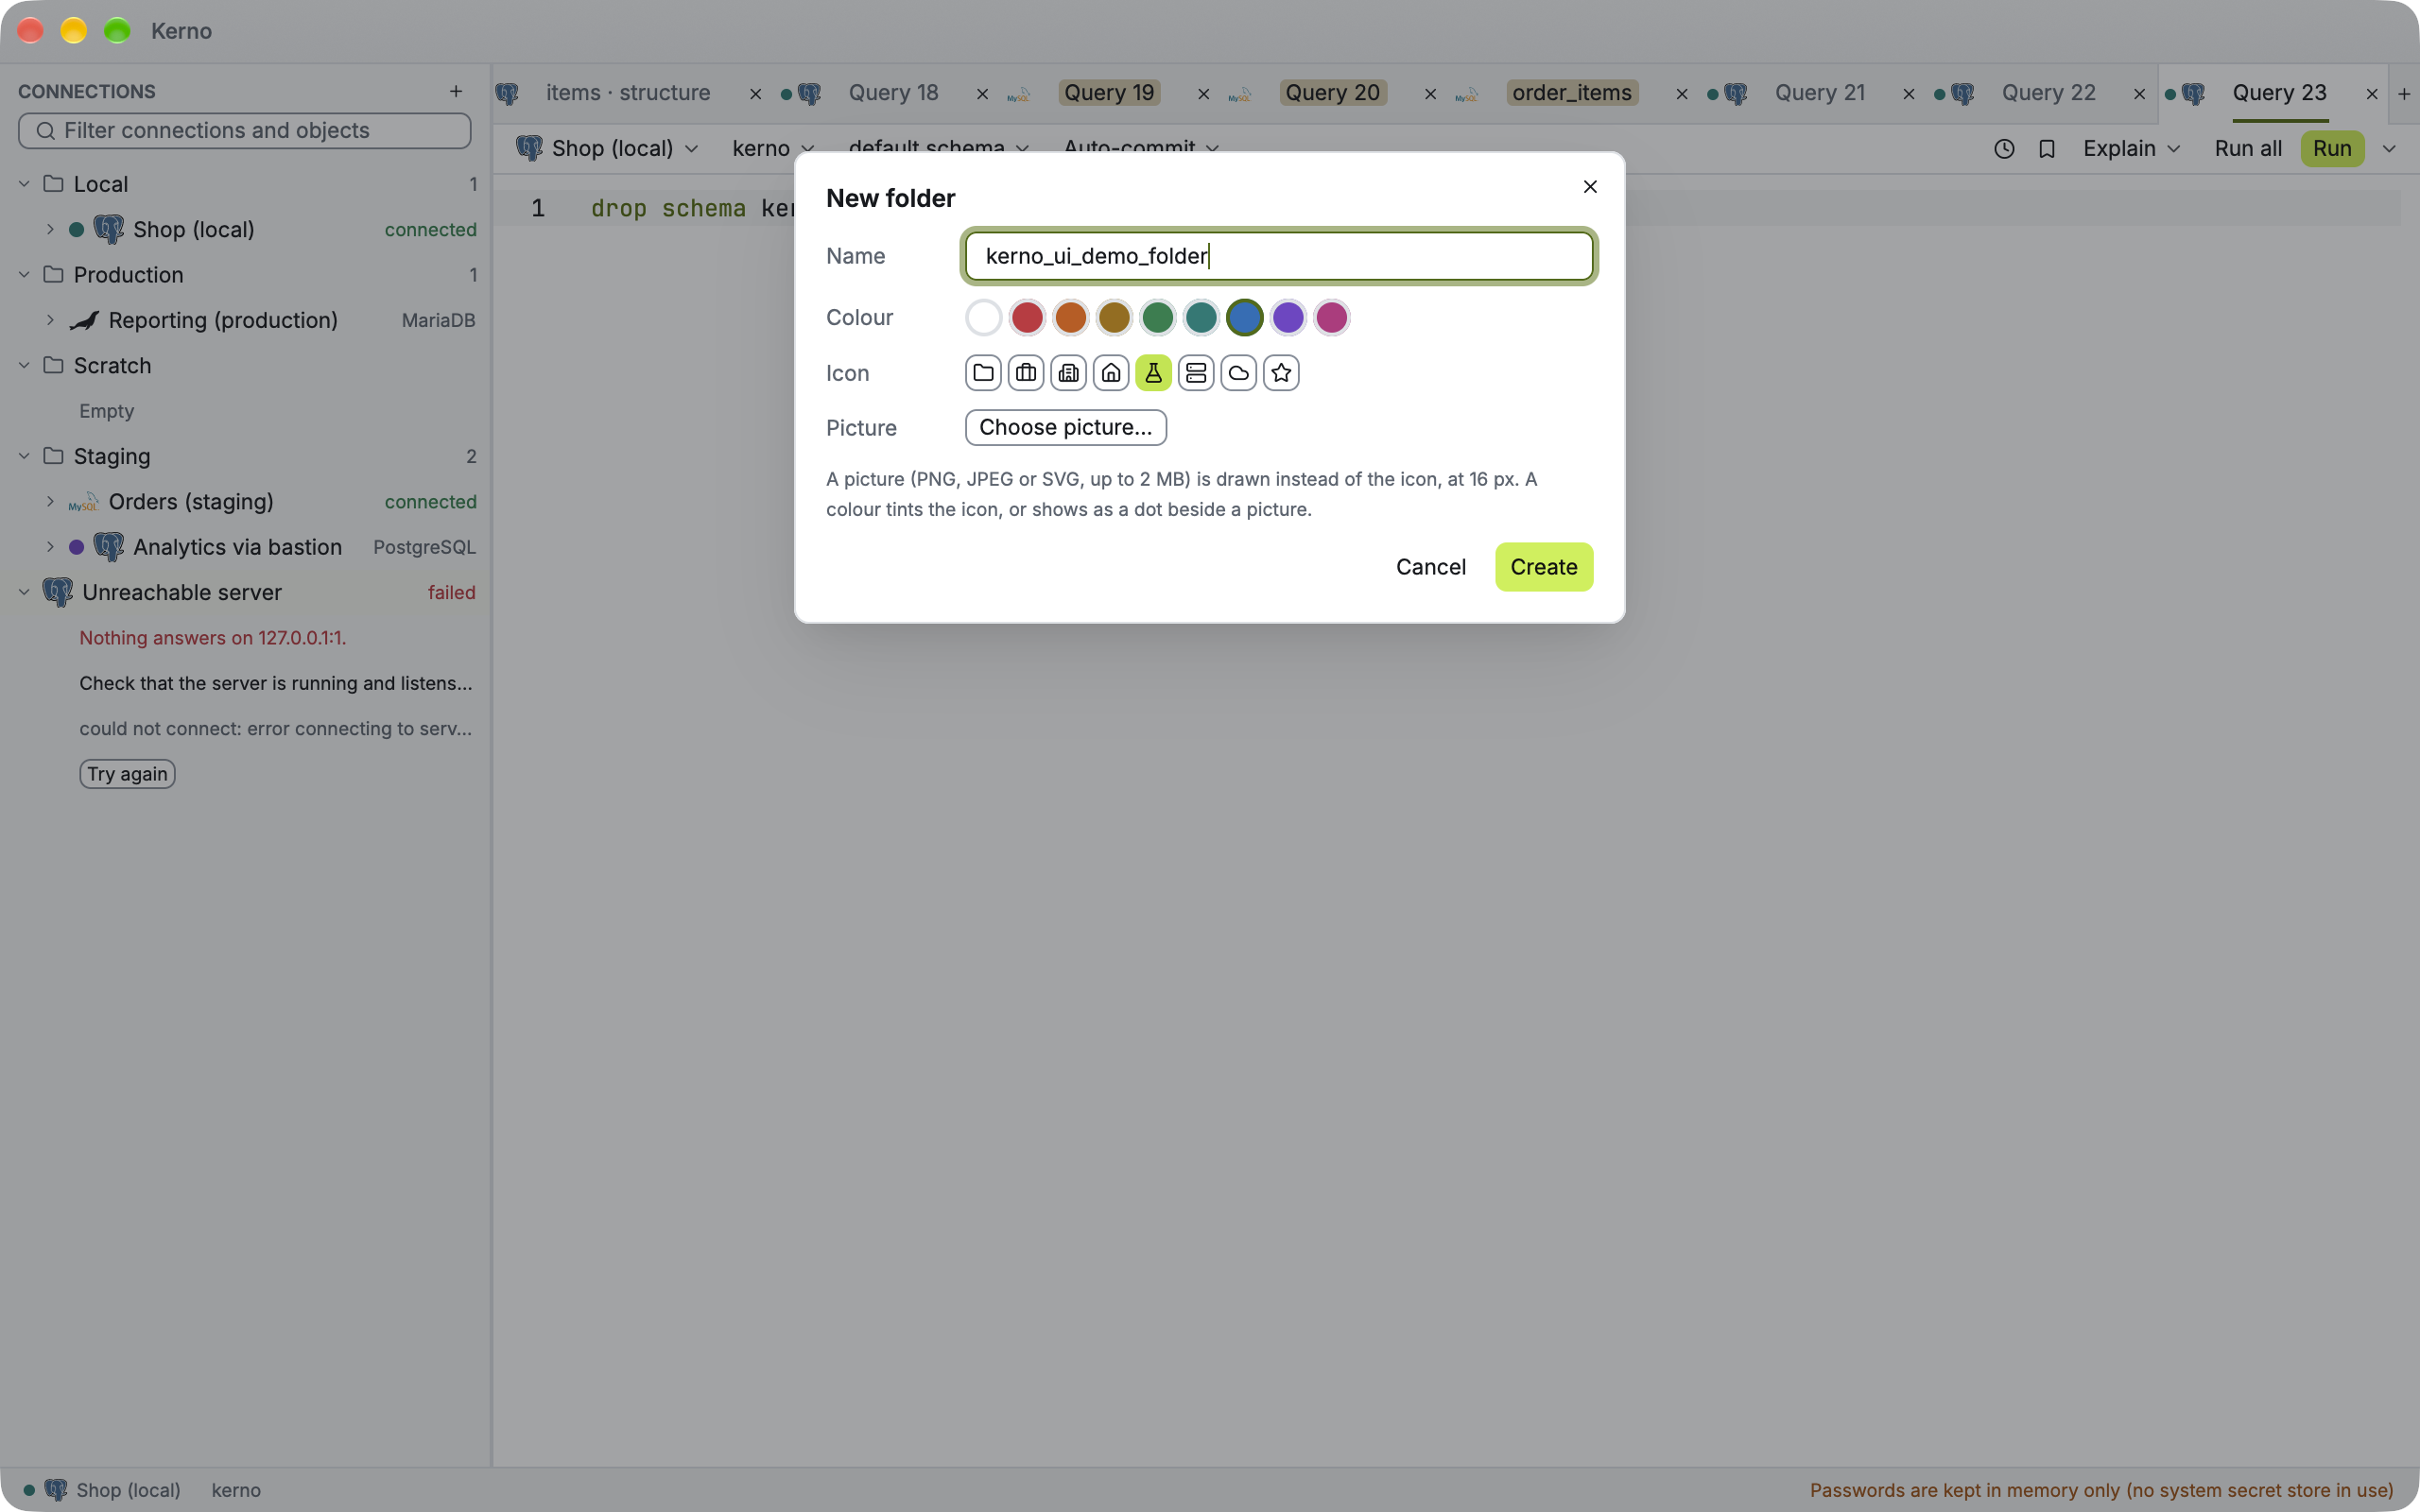 Kerno
CONNECTIONS
Filter connections and objects
Local 1
Shop (local) connected
Production 1
Reporting (production) MariaDB
Scratch
Empty
Staging 2
MySQL Orders (staging) connected
Analytics via bastion PostgreSQL
Unreachable server failed
Nothing answers on 127.0.0.1:1.
Check that the server is running and listens...
could not connect: error connecting to serv...
Try again
items · structure Query 18 MySQL Query 19 MySQL Query 20 MySQL order_items Query 21 Query 22 Query 23
Shop (local) kerno default schema Auto-commit Explain Run all Run
1 drop schema
New folder
Name kerno_ui_demo_folder
Colour
Icon
Picture Choose picture...
A picture (PNG, JPEG or SVG, up to 2 MB) is drawn instead of the icon, at 16 px. A
colour tints the icon, or shows as a dot beside a picture.
Cancel Create
Shop (local) kerno Passwords are kept in memory only (no system secret store in use)